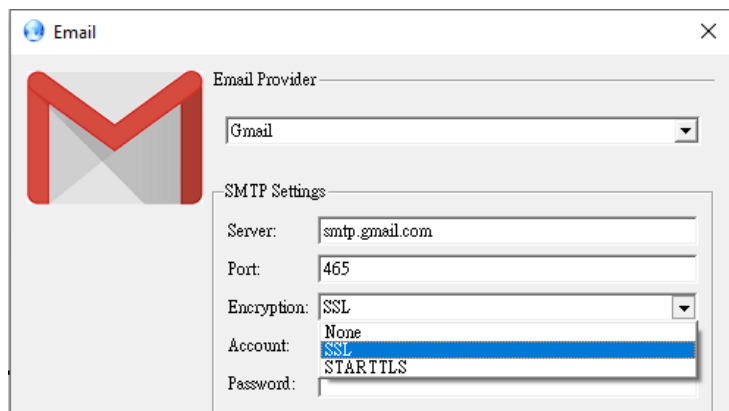 Email
Email Provider
Gmail
SMTP Settings
Server: smtp.gmail.com
Port: 465
Encryption: SSL
None
Account: SSL
STARTTLS
Password: